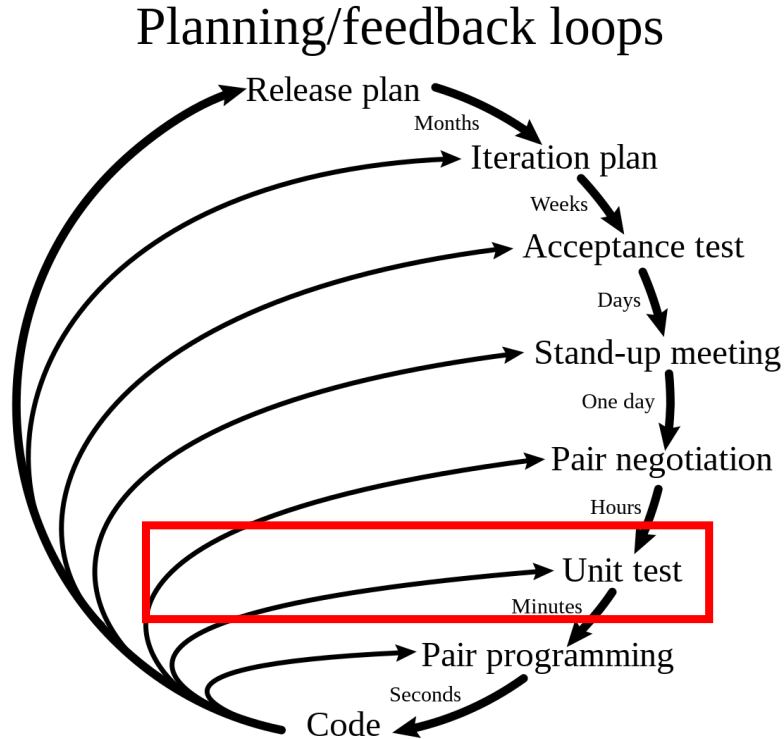 Planning/feedback loops
Release plan
Months
Iteration plan
Weeks
Acceptance test
Days
Stand-up meeting
One day
Pair negotiation
Hours
Unit test
Minutes
Pair programming
Seconds
Code